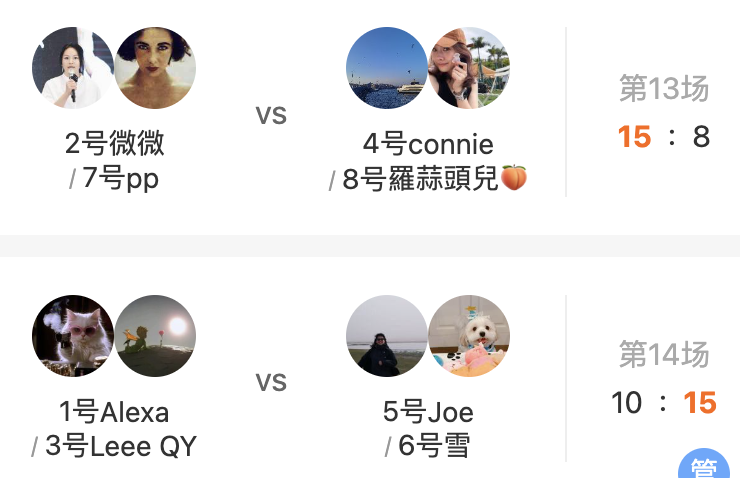 2号微微
/ 7号pp
vs
4号connie
/ 8号羅蒜頭兒🍑
第13场
15 : 8
1号Alexa
/ 3号Leee QY
vs
5号Joe
/ 6号雪
第14场
10 : 15
管